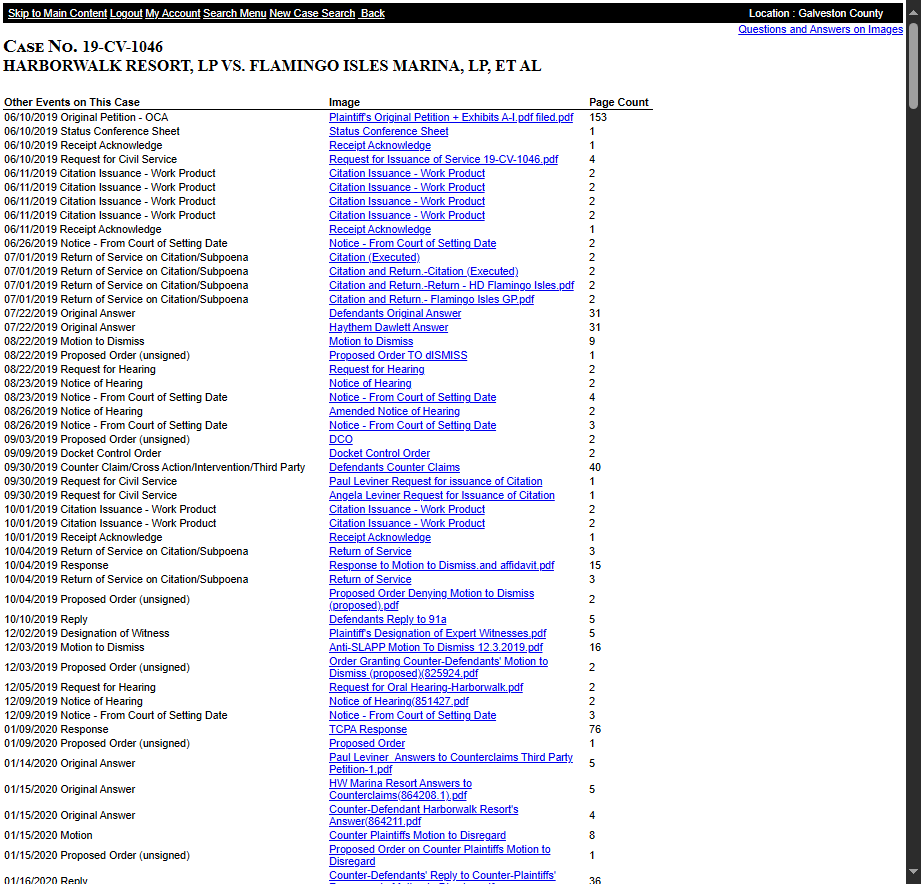 Skip to Main Content Logout My Account Search Menu New Case Search Back Location : Galveston County
Questions and Answers on Images
CASE NO. 19-CV-1046
HARBORWALK RESORT, LP VS. FLAMINGO ISLES MARINA, LP, ET AL
Other Events on This Case Image Page Count
06/10/2019 Original Petition - OCA Plaintiff's Original Petition + Exhibits A-I.pdf filed.pdf 153
06/10/2019 Status Conference Sheet Status Conference Sheet 1
06/10/2019 Receipt Acknowledge Receipt Acknowledge 1
06/10/2019 Request for Civil Service Request for Issuance of Service 19-CV-1046.pdf 4
06/11/2019 Citation Issuance - Work Product Citation Issuance - Work Product 2
06/11/2019 Citation Issuance - Work Product Citation Issuance - Work Product 2
06/11/2019 Citation Issuance - Work Product Citation Issuance - Work Product 2
06/11/2019 Citation Issuance - Work Product Citation Issuance - Work Product 2
06/11/2019 Receipt Acknowledge Receipt Acknowledge 1
06/26/2019 Notice - From Court of Setting Date Notice - From Court of Setting Date 2
07/01/2019 Return of Service on Citation/Subpoena Citation (Executed) 2
07/01/2019 Return of Service on Citation/Subpoena Citation and Return.-Citation (Executed) 2
07/01/2019 Return of Service on Citation/Subpoena Citation and Return.-Return - HD Flamingo Isles.pdf 2
07/01/2019 Return of Service on Citation/Subpoena Citation and Return.- Flamingo Isles GP.pdf 2
07/22/2019 Original Answer Defendants Original Answer 31
07/22/2019 Original Answer Haythem Dawlett Answer 31
08/22/2019 Motion to Dismiss Motion to Dismiss 9
08/22/2019 Proposed Order (unsigned) Proposed Order TO dISMISS 1
08/22/2019 Request for Hearing Request for Hearing 2
08/23/2019 Notice of Hearing Notice of Hearing 2
08/23/2019 Notice - From Court of Setting Date Notice - From Court of Setting Date 4
08/26/2019 Notice of Hearing Amended Notice of Hearing 2
08/26/2019 Notice - From Court of Setting Date Notice - From Court of Setting Date 3
09/03/2019 Proposed Order (unsigned) DCO 2
09/09/2019 Docket Control Order Docket Control Order 2
09/30/2019 Counter Claim/Cross Action/Intervention/Third Party Defendants Counter Claims 40
09/30/2019 Request for Civil Service Paul Leviner Request for issuance of Citation 1
09/30/2019 Request for Civil Service Angela Leviner Request for Issuance of Citation 1
10/01/2019 Citation Issuance - Work Product Citation Issuance - Work Product 2
10/01/2019 Citation Issuance - Work Product Citation Issuance - Work Product 2
10/01/2019 Receipt Acknowledge Receipt Acknowledge 1
10/04/2019 Return of Service on Citation/Subpoena Return of Service 3
10/04/2019 Response Response to Motion to Dismiss.and affidavit.pdf 15
10/04/2019 Return of Service on Citation/Subpoena Return of Service 3
10/04/2019 Proposed Order (unsigned) Proposed Order Denying Motion to Dismiss 2
(proposed).pdf
10/10/2019 Reply Defendants Reply to 91a 5
12/02/2019 Designation of Witness Plaintiff's Designation of Expert Witnesses.pdf 5
12/03/2019 Motion to Dismiss Anti-SLAPP Motion To Dismiss 12.3.2019.pdf 16
12/03/2019 Proposed Order (unsigned) Order Granting Counter-Defendants' Motion to 2
Dismiss (proposed)(825924.pdf
12/05/2019 Request for Hearing Request for Oral Hearing-Harborwalk.pdf 2
12/09/2019 Notice of Hearing Notice of Hearing(851427.pdf 2
12/09/2019 Notice - From Court of Setting Date Notice - From Court of Setting Date 3
01/09/2020 Response TCPA Response 76
01/09/2020 Proposed Order (unsigned) Proposed Order 1
01/14/2020 Original Answer Paul Leviner_Answers to Counterclaims Third Party 5
Petition-1.pdf
01/15/2020 Original Answer HW Marina Resort Answers to 5
Counterclaims(864208.1).pdf
01/15/2020 Original Answer Counter-Defendant Harborwalk Resort's 4
Answer(864211.pdf
01/15/2020 Motion Counter Plaintiffs Motion to Disregard 8
01/15/2020 Proposed Order (unsigned) Proposed Order on Counter Plaintiffs Motion to 1
Disregard
01/16/2020 Reply Counter-Defendants' Reply to Counter-Plaintiffs' 36